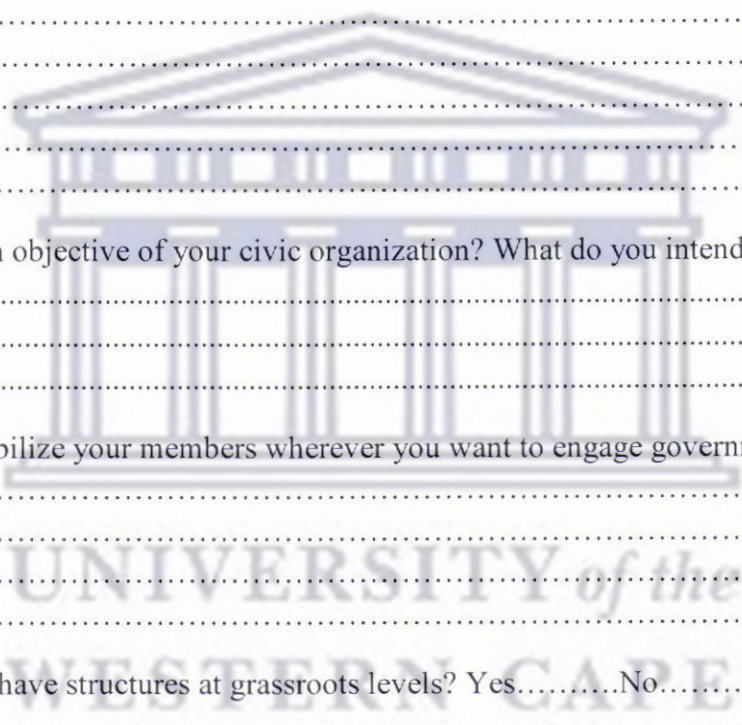 ........................................................................
........................................................................
........................................................................
........................................................................
........................................................................
objective of your civic organization? What do you intend
........................................................................
........................................................................
........................................................................
bilize your members wherever you want to engage govern
........................................................................
........................................................................
UNIVERSITY of the
........................................................................
........................................................................
have structures at grassroots levels? Yes..........No........
WESTERN CAPE